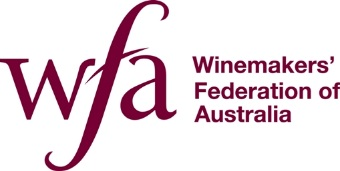 wfa
Winemakers'
Federation of
Australia